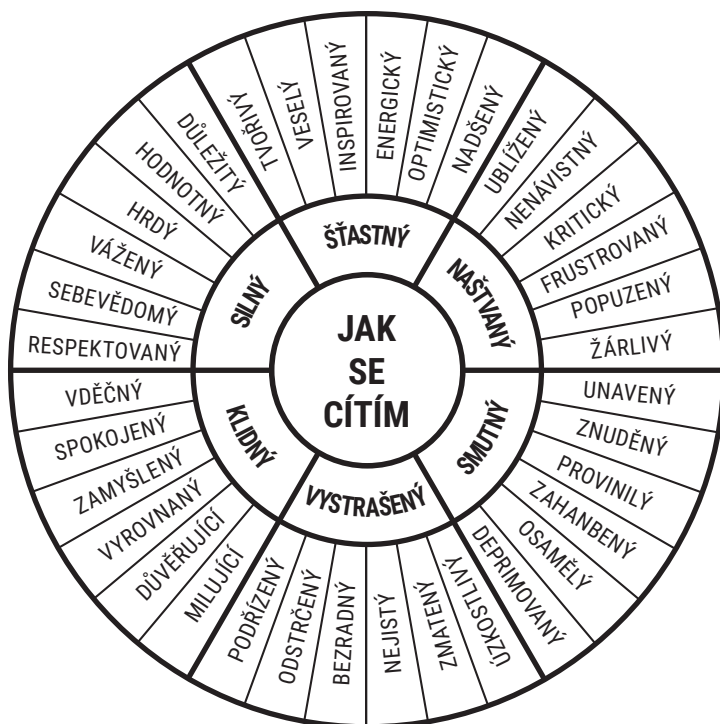 JAK
SE
CÍTÍM
ŠŤASTNÝ
NAŠTVANÝ
SMUTNÝ
VYSTRAŠENÝ
KLIDNÝ
SILNÝ
TVOŘIVÝ
VESELÝ
INSPIROVANÝ
ENERGICKÝ
OPTIMISTICKÝ
NADŠENÝ
UBLÍŽENÝ
NENÁVISTNÝ
KRITICKÝ
FRUSTROVANÝ
POPUZENÝ
ŽÁRLIVÝ
UNAVENÝ
ZNUDĚNÝ
PROVINILÝ
ZAHANBENÝ
OSAMĚLÝ
DEPRIMOVANÝ
ÚZKOSTLIVÝ
ZMATENÝ
NEJISTÝ
BEZRADNÝ
ODSTRČENÝ
PODŘÍZENÝ
MILUJÍCÍ
DŮVĚŘUJÍCÍ
VYROVNANÝ
ZAMYŠLENÝ
SPOKOJENÝ
VDĚČNÝ
RESPEKTOVANÝ
SEBEVĚDOMÝ
VÁŽENÝ
HRDÝ
HODNOTNÝ
DŮLEŽITÝ